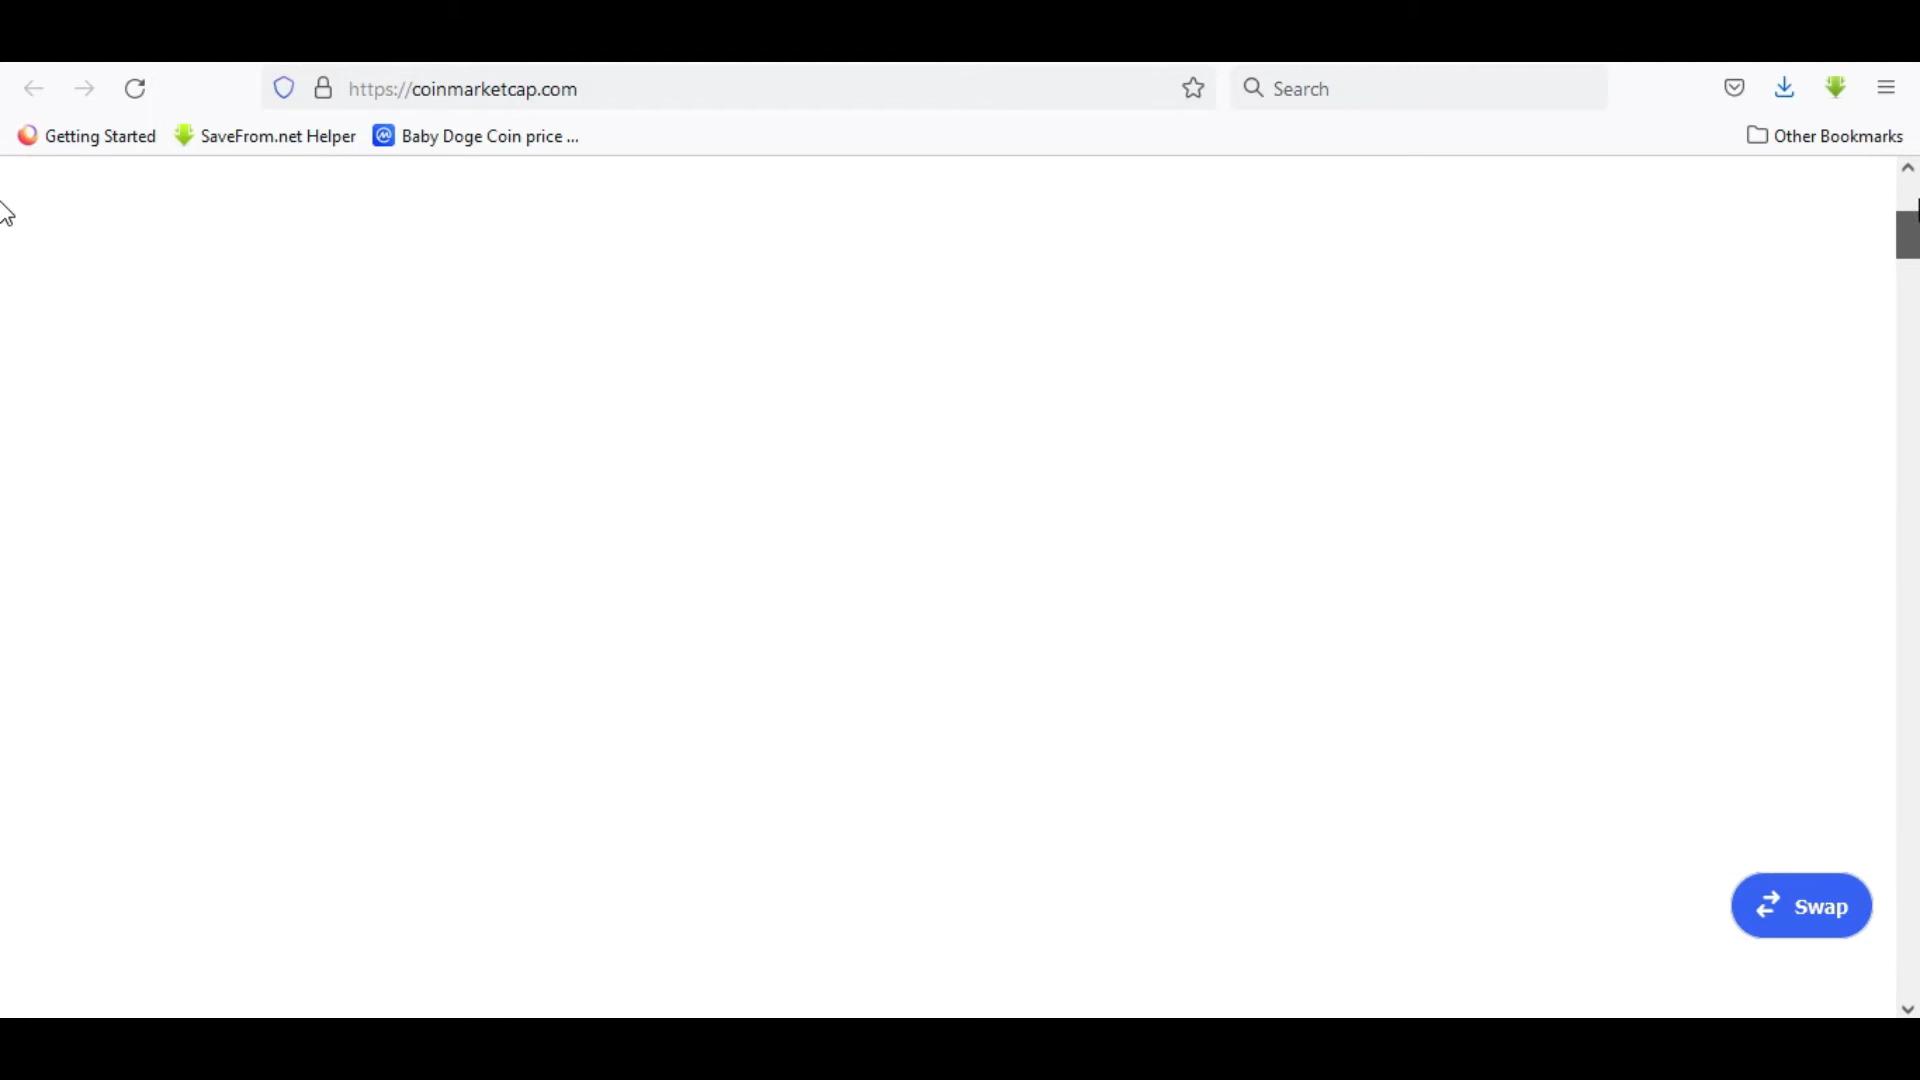 https://coinmarketcap.com
Search
Getting Started
SaveFrom.net Helper
Baby Doge Coin price ...
Other Bookmarks
Swap